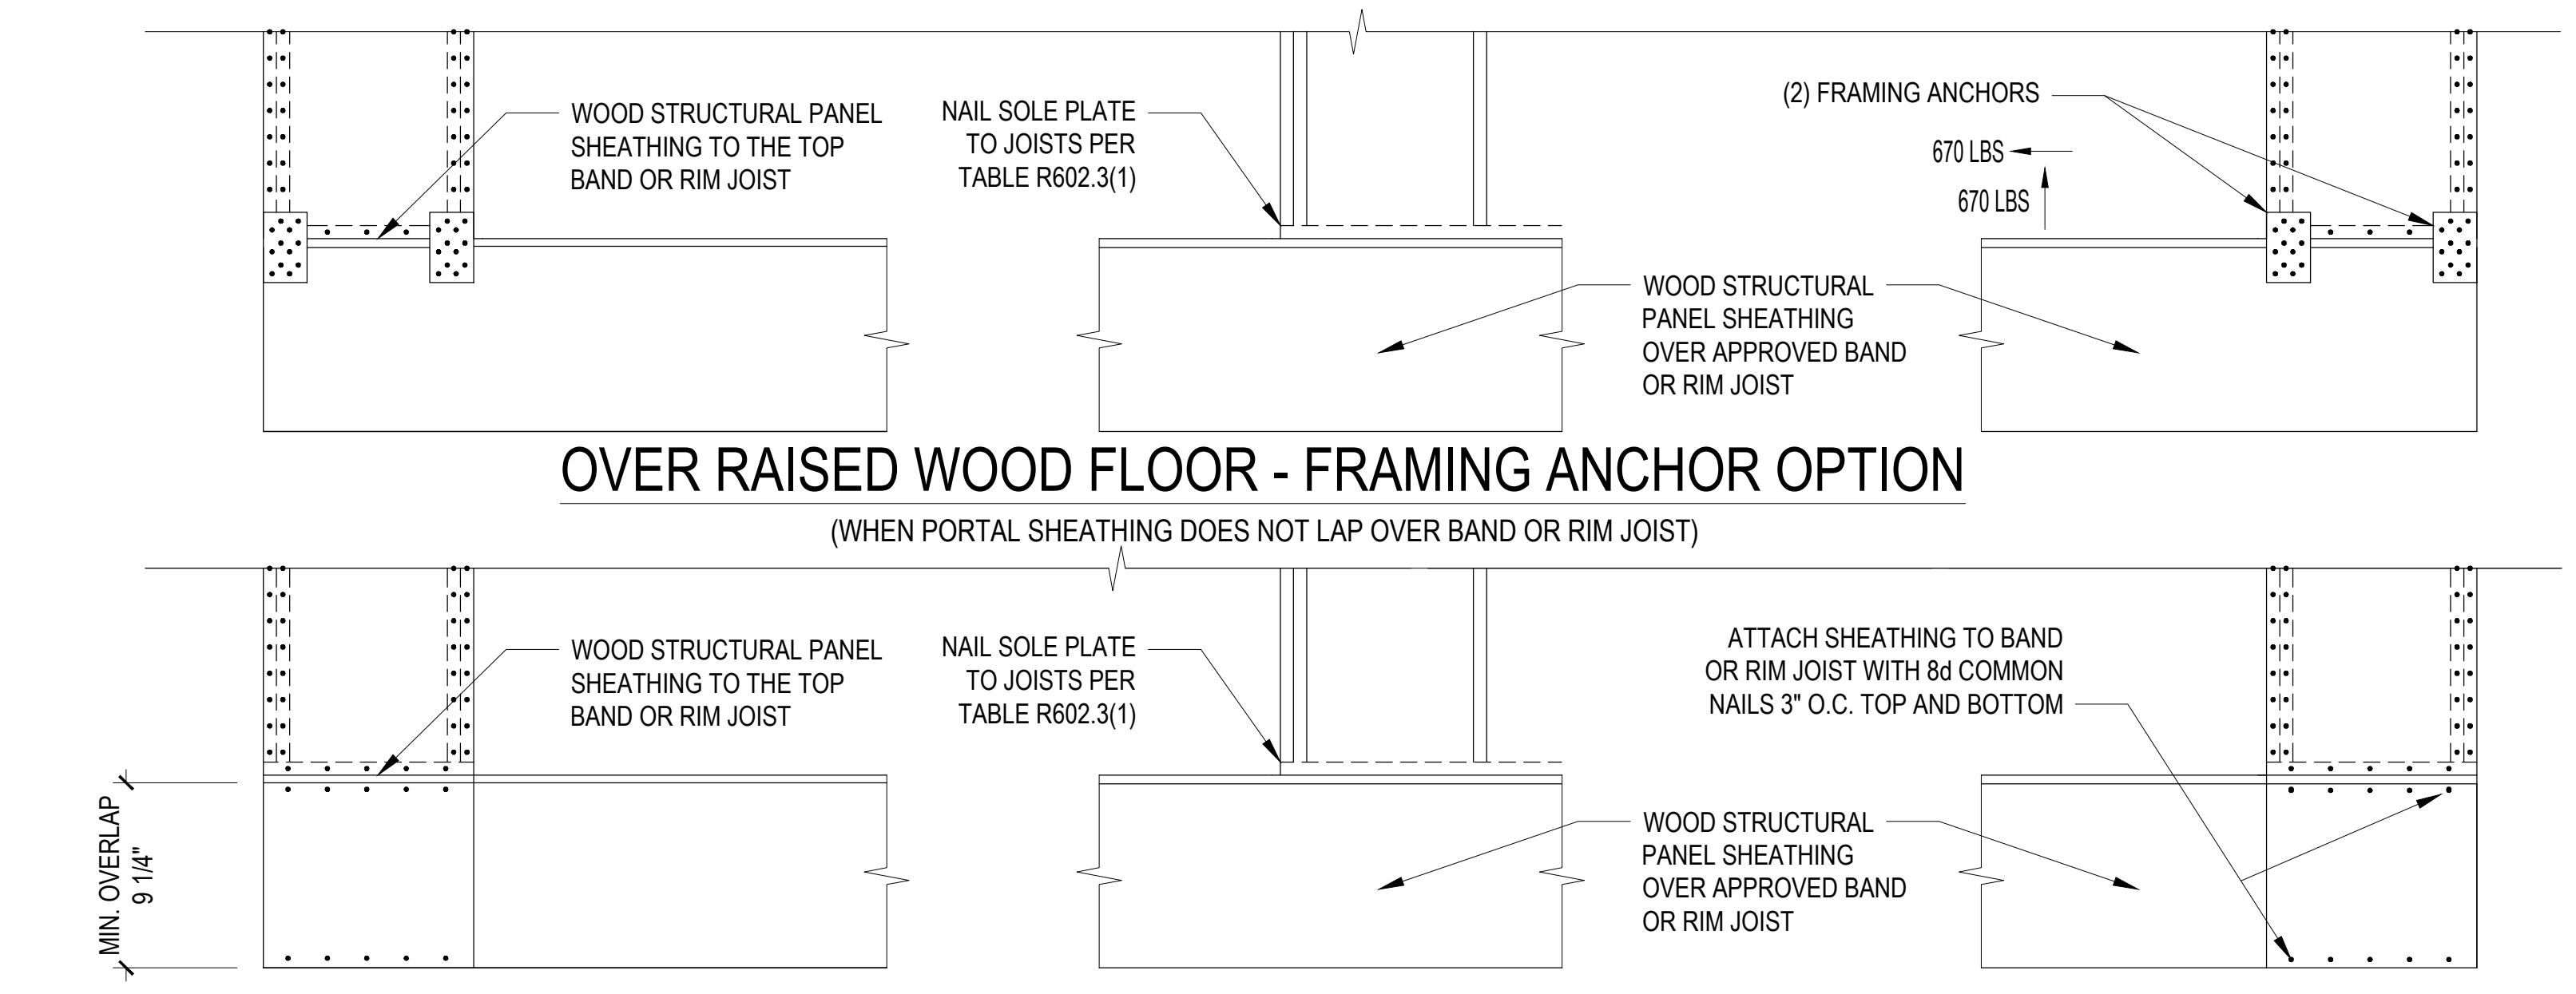 WOOD STRUCTURAL PANEL
SHEATHING TO THE TOP
BAND OR RIM JOIST
NAIL SOLE PLATE
TO JOISTS PER
TABLE R602.3(1)
(2) FRAMING ANCHORS
670 LBS
670 LBS
WOOD STRUCTURAL
PANEL SHEATHING
OVER APPROVED BAND
OR RIM JOIST
OVER RAISED WOOD FLOOR - FRAMING ANCHOR OPTION
(WHEN PORTAL SHEATHING DOES NOT LAP OVER BAND OR RIM JOIST)
WOOD STRUCTURAL PANEL
SHEATHING TO THE TOP
BAND OR RIM JOIST
NAIL SOLE PLATE
TO JOISTS PER
TABLE R602.3(1)
ATTACH SHEATHING TO BAND
OR RIM JOIST WITH 8d COMMON
NAILS 3" O.C. TOP AND BOTTOM
MIN. OVERLAP
9 1/4"
WOOD STRUCTURAL
PANEL SHEATHING
OVER APPROVED BAND
OR RIM JOIST